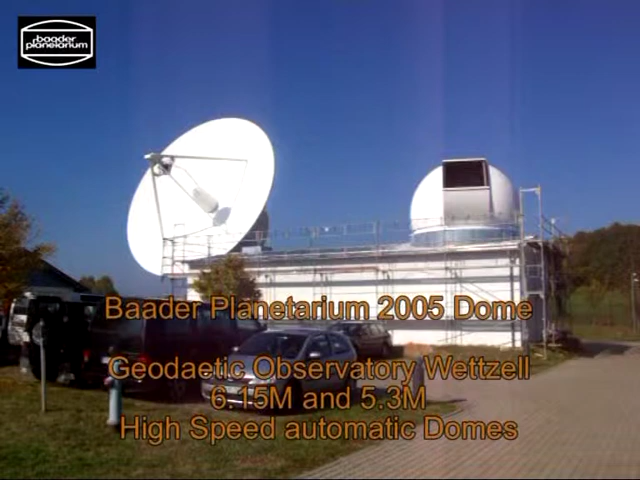 baader
planetarium
Baader Planetarium 2005 Dome
Geodaetic Observatory Wettzell
6.15M and 5.3M
High Speed automatic Domes